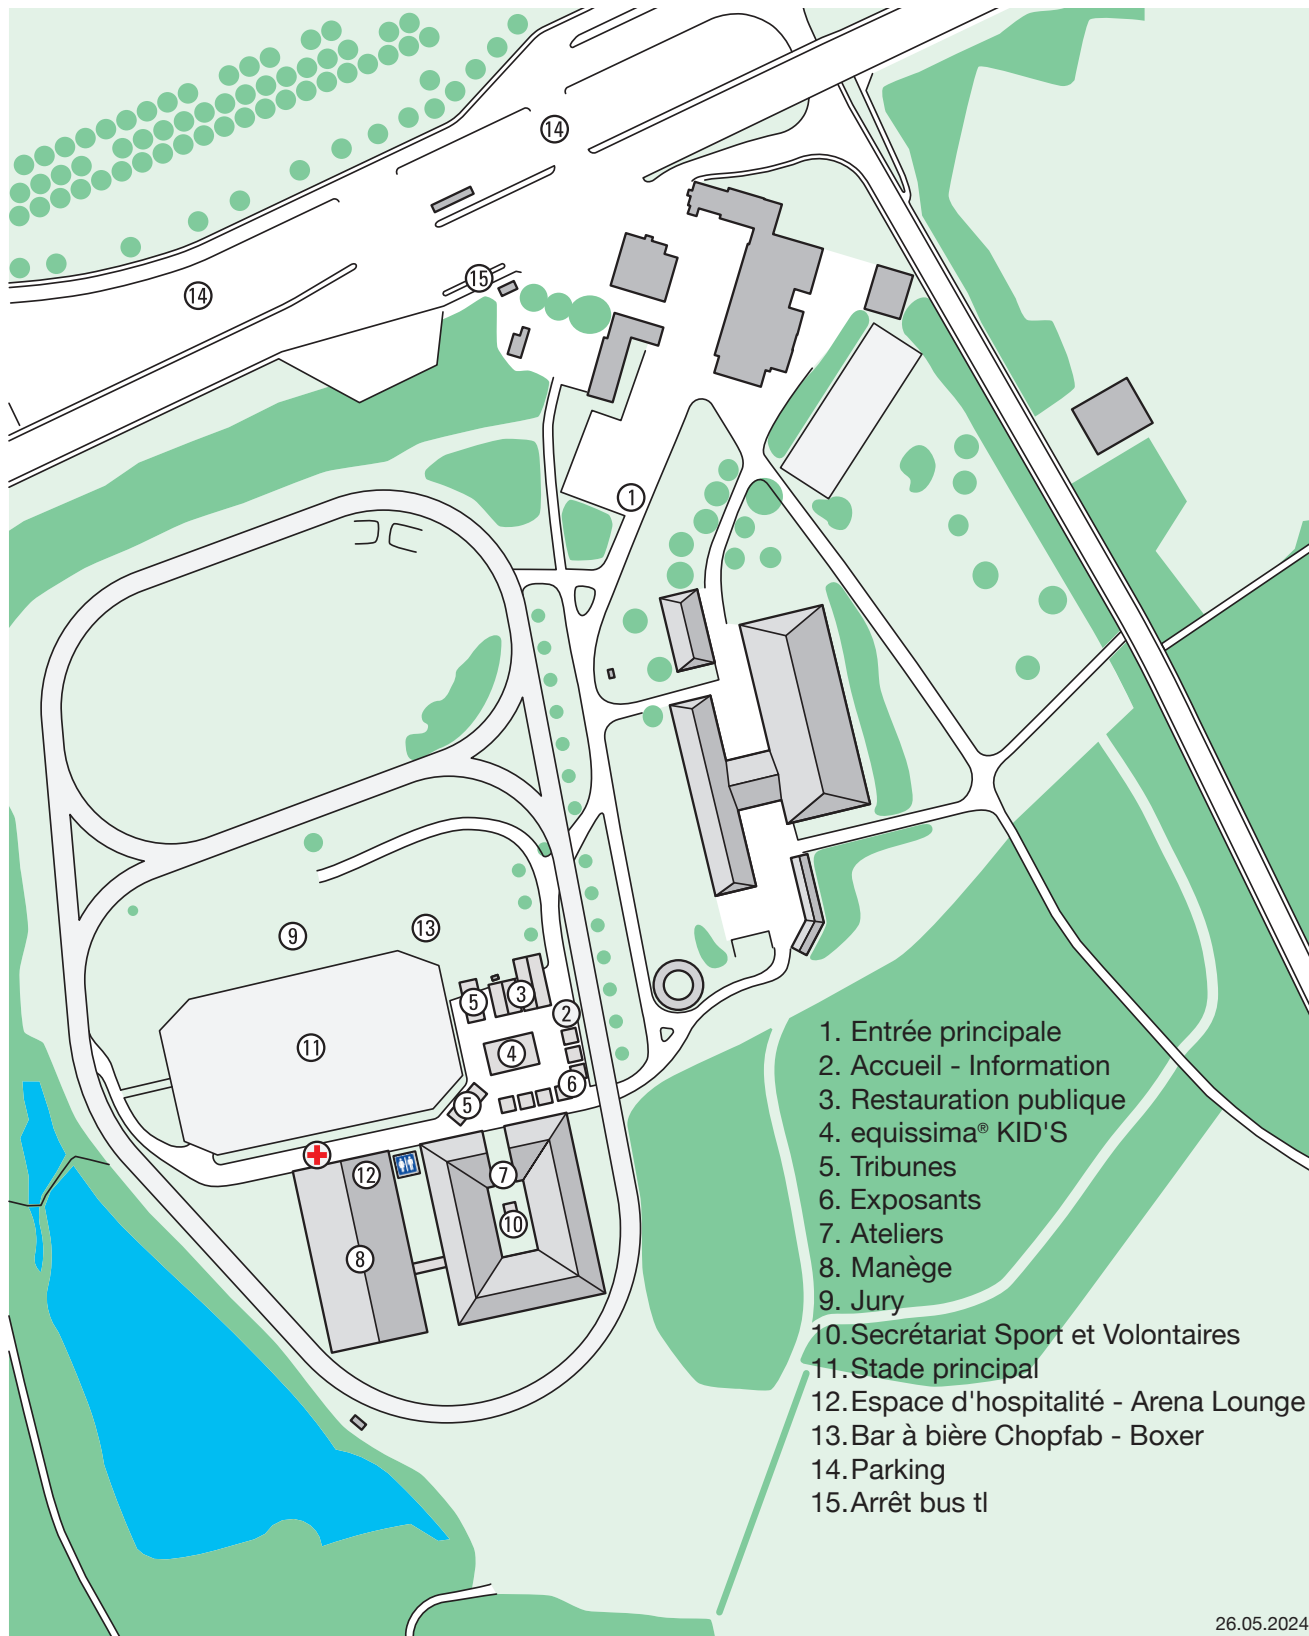 14
15
14
1
9
13
5
3
2
11
4
6
5
12
7
10
8
1. Entrée principale
2. Accueil - Information
3. Restauration publique
4. equissima® KID'S
5. Tribunes
6. Exposants
7. Ateliers
8. Manège
9. Jury
10. Secrétariat Sport et Volontaires
11. Stade principal
12. Espace d'hospitalité - Arena Lounge
13. Bar à bière Chopfab - Boxer
14. Parking
15. Arrêt bus tl
26.05.2024